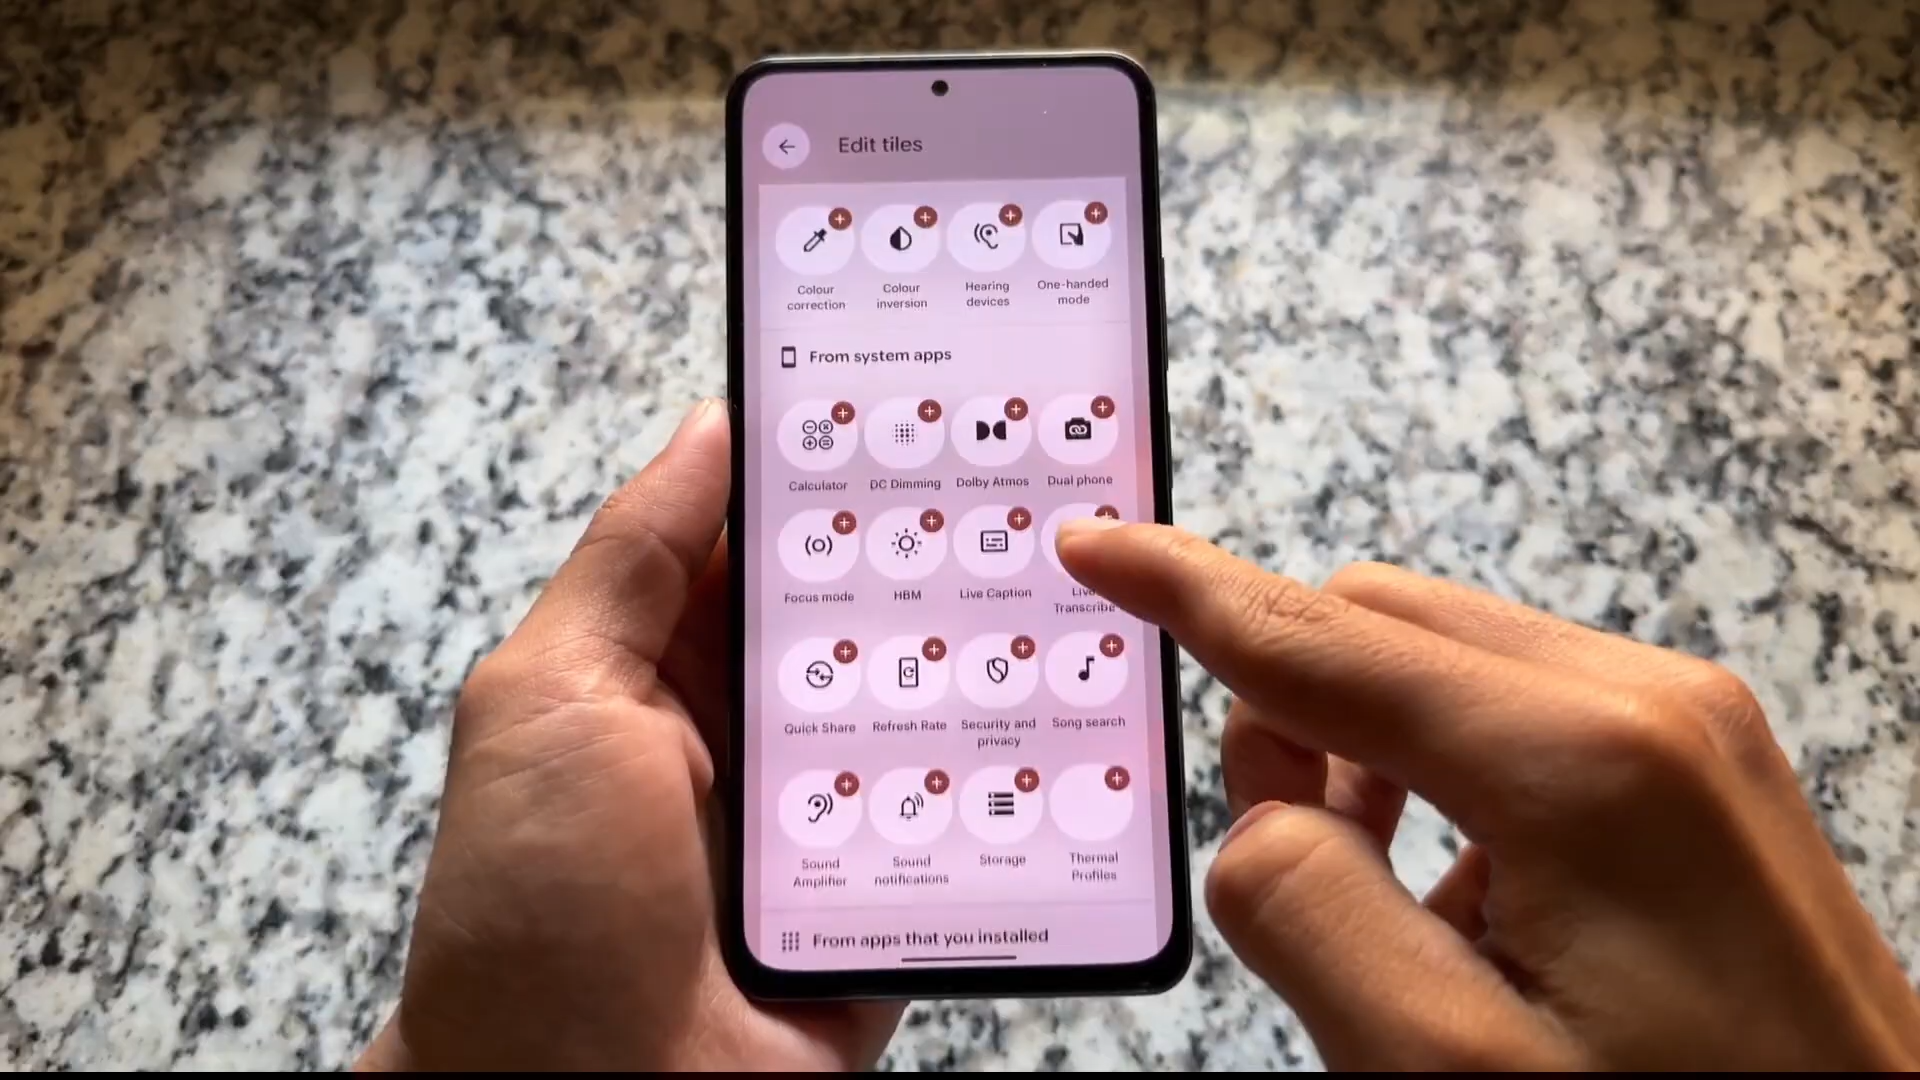 Edit tiles
Colour
correction
Colour
inversion
Hearing
devices
One-handed
mode
From system apps
Calculator
DC Dimming
Dolby Atmos
Dual phone
Focus mode
HBM
Live Caption
Live
Transcribe
Quick Share
Refresh Rate
Security and
privacy
Song search
Sound
Amplifier
Sound
notifications
Storage
Thermal
Profiles
From apps that you installed